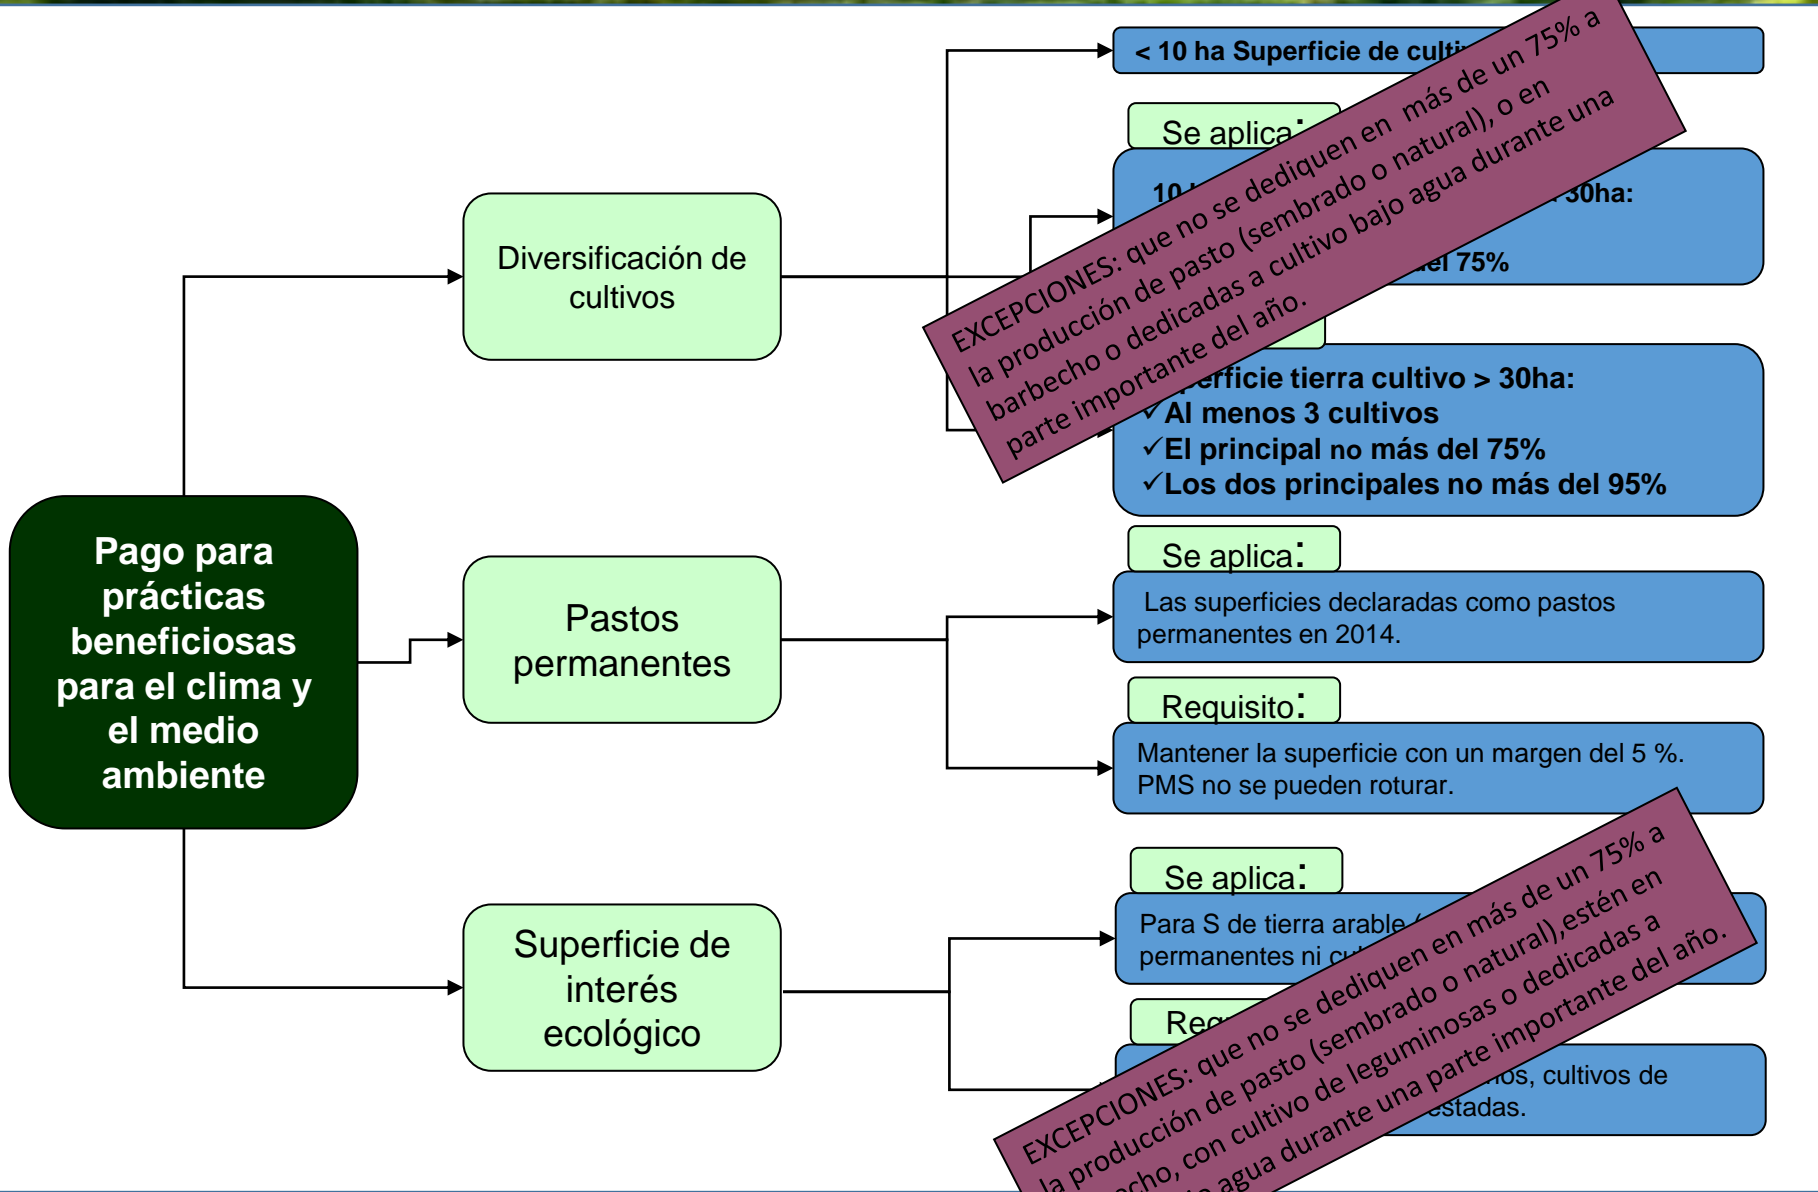 Pago para
prácticas
beneficiosas
para el clima y
el medio
ambiente
Diversificación de
cultivos
< 10 ha Superficie de
Se aplica:
30ha:
del 75%
tierra cultivo > 30ha:
✓Al menos 3 cultivos
✓El principal no más del 75%
✓Los dos principales no más del 95%
EXCEPCIONES: que no se dediquen en más de un 75% a
la producción de pasto (sembrado o natural), o en
barbecho o dedicadas a cultivo bajo agua durante una
parte importante del año.
Pastos
permanentes
Se aplica:
Las superficies declaradas como pastos
permanentes en 2014.
Requisito:
Mantener la superficie con un margen del 5 %.
PMS no se pueden roturar.
Superficie de
interés
ecológico
Se aplica:
Para S de tierra arable
permanentes ni
cultivos de
EXCEPCIONES: que no se dediquen en más de un 75% a
la producción de pasto (sembrado o natural),estén en
con cultivo de leguminosas o dedicadas a
agua durante una parte importante del año.